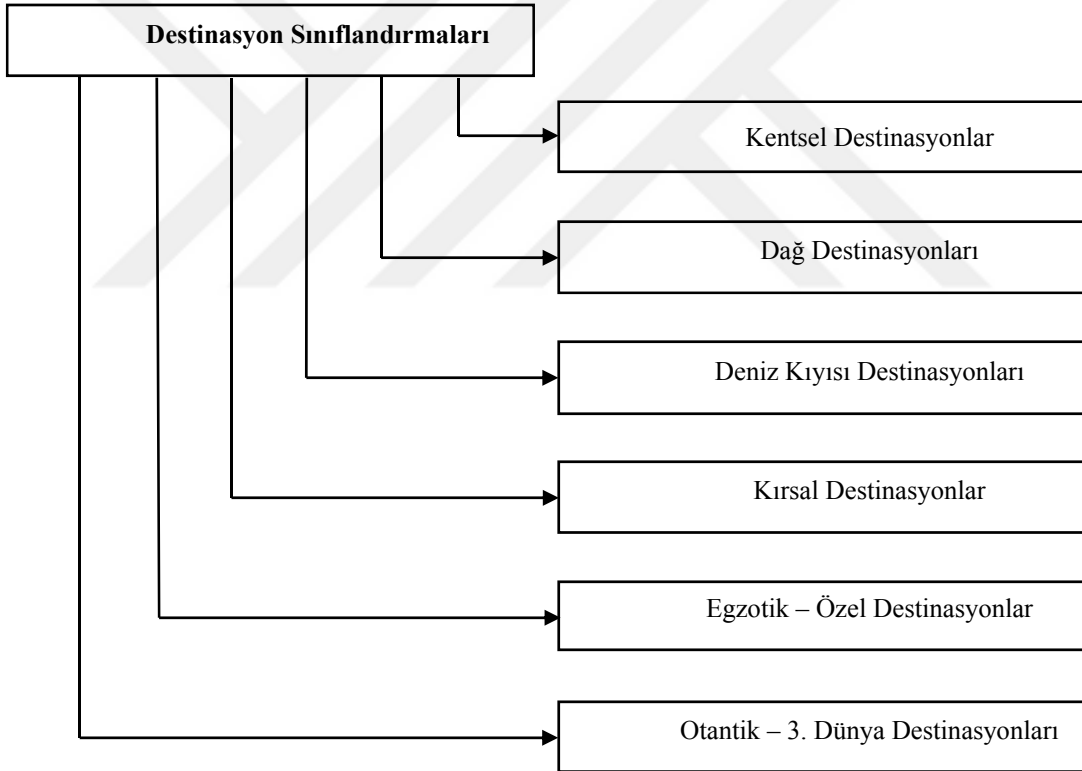 Destinasyon Sınıflandırmaları
Kentsel Destinasyonlar
Dağ Destinasyonları
Deniz Kıyısı Destinasyonları
Kırsal Destinasyonlar
Egzotik – Özel Destinasyonlar
Otantik – 3. Dünya Destinasyonları